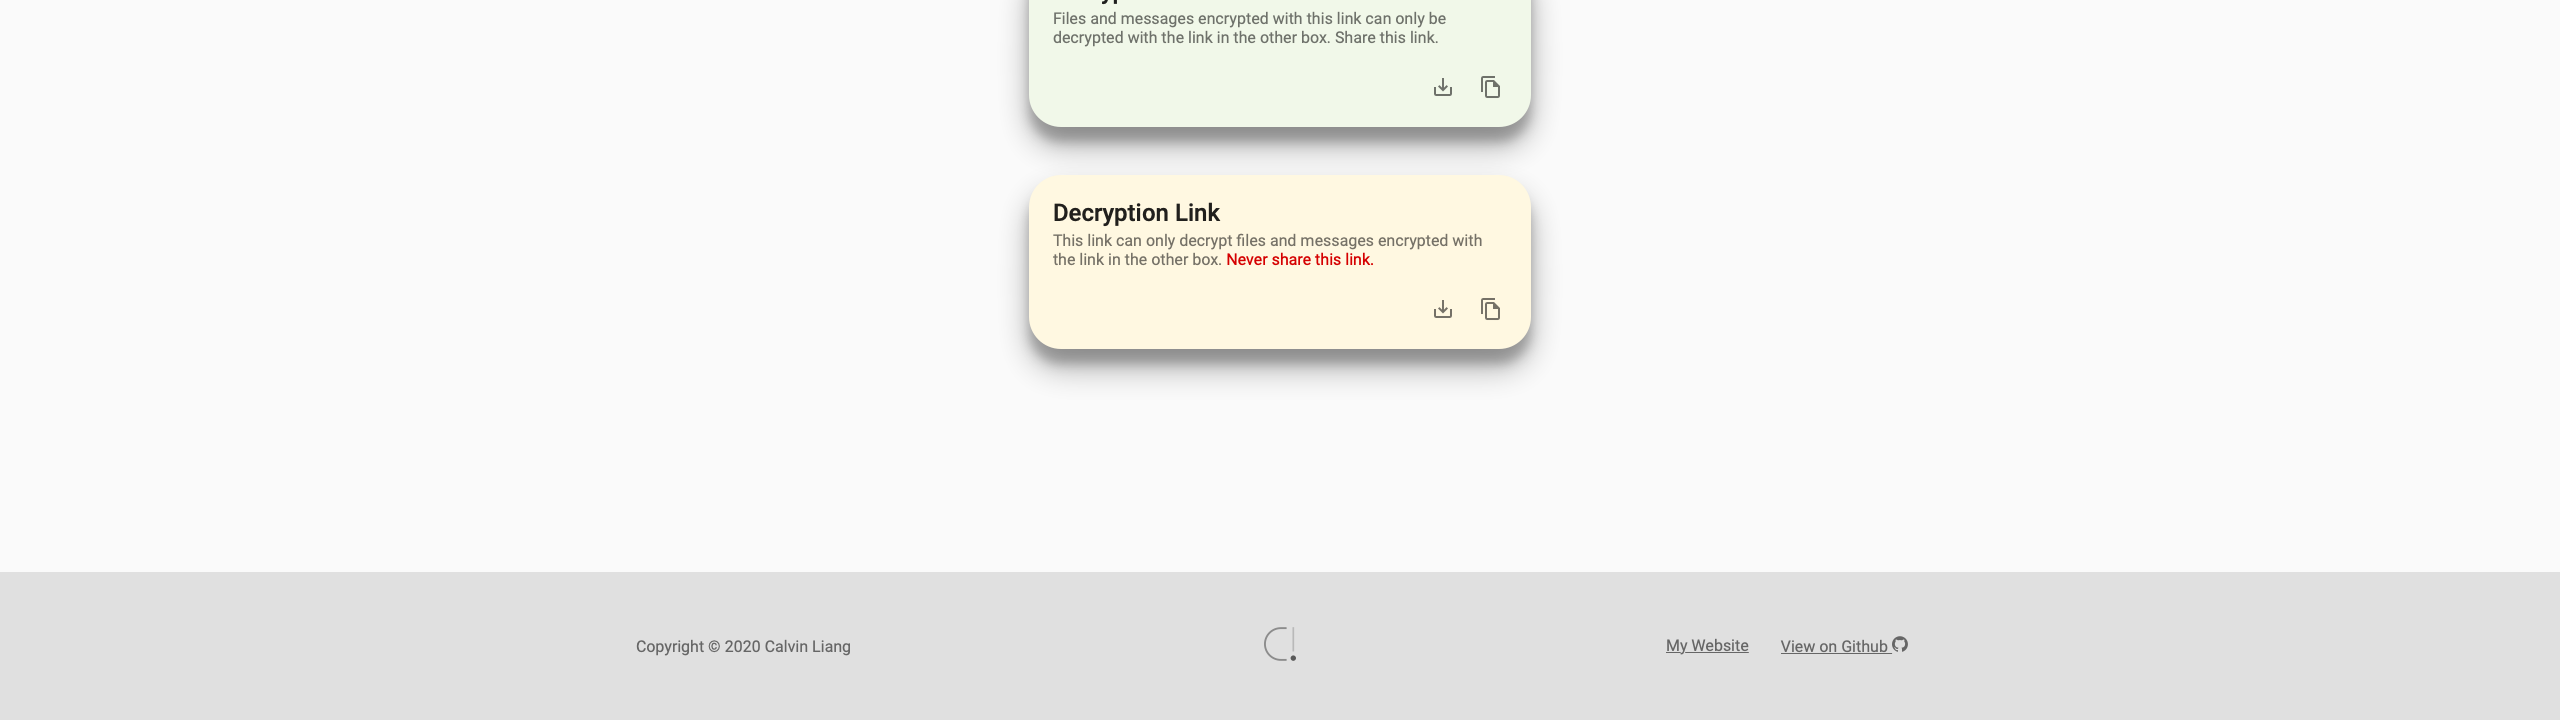 Files and messages encrypted with this link can only be
decrypted with the link in the other box. Share this link.
Decryption Link
This link can only decrypt files and messages encrypted with
the link in the other box. Never share this link.
Copyright © 2020 Calvin Liang
My Website
View on Github